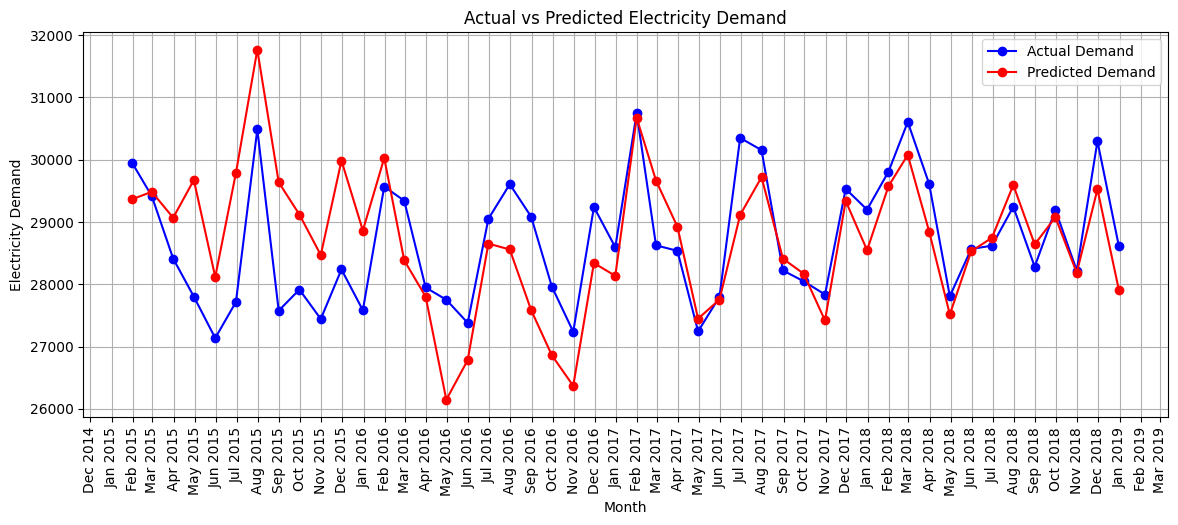 Actual vs Predicted Electricity Demand
Actual Demand
Predicted Demand
Electricity Demand
32000
31000
30000
29000
28000
27000
26000
Dec 2014
Jan 2015
Feb 2015
Mar 2015
Apr 2015
May 2015
Jun 2015
Jul 2015
Aug 2015
Sep 2015
Oct 2015
Nov 2015
Dec 2015
Jan 2016
Feb 2016
Mar 2016
Apr 2016
May 2016
Jun 2016
Jul 2016
Aug 2016
Sep 2016
Oct 2016
Nov 2016
Dec 2016
Jan 2017
Feb 2017
Mar 2017
Apr 2017
May 2017
Jun 2017
Jul 2017
Aug 2017
Sep 2017
Oct 2017
Nov 2017
Dec 2017
Jan 2018
Feb 2018
Mar 2018
Apr 2018
May 2018
Jun 2018
Jul 2018
Aug 2018
Sep 2018
Oct 2018
Nov 2018
Dec 2018
Jan 2019
Feb 2019
Mar 2019
Month